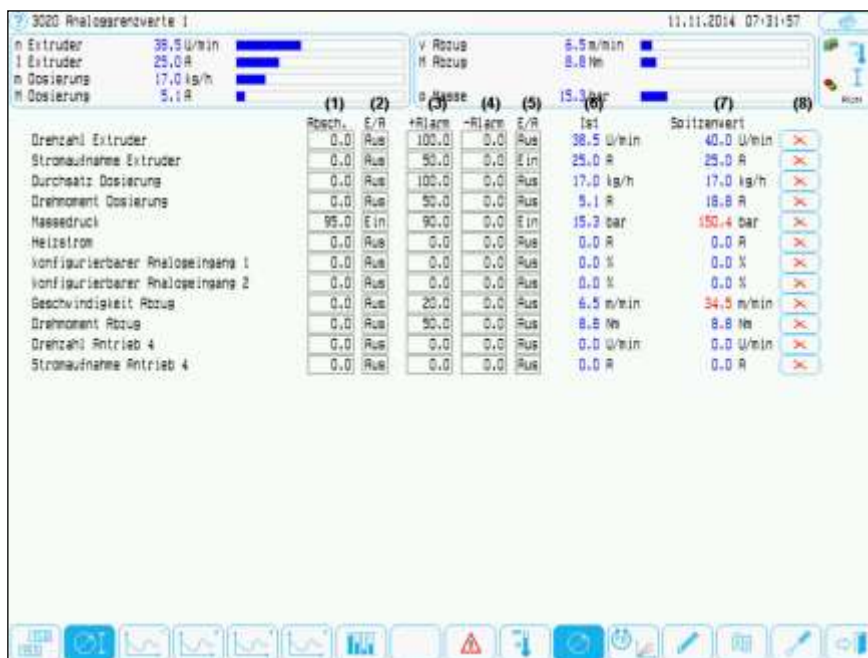 ? 3020 Analoggrenzwerte 1 11.11.2014 07:31:57
n Extruder 38.5 U/min v Abzug 6.5 m/min
I Extruder 25.0 A M Abzug 8.8 Nm
m Dosierung 17.0 kg/h
M Dosierung 5.1 A p Masse 15.3 bar
(1) (2) (3) (4) (5) (6) (7) (8)
Absch. E/A +Alarm -Alarm E/A Ist Spitzenwert
Drehzahl Extruder 0.0 Aus 100.0 0.0 Aus 38.5 U/min 40.0 U/min
Stromaufnahme Extruder 0.0 Aus 50.0 0.0 Ein 25.0 A 25.0 A
Durchsatz Dosierung 0.0 Aus 100.0 0.0 Aus 17.0 kg/h 17.0 kg/h
Drehmoment Dosierung 0.0 Aus 50.0 0.0 Aus 5.1 A 18.8 A
Massedruck 95.0 Ein 90.0 0.0 Ein 15.3 bar 150.4 bar
Heizstrom 0.0 Aus 0.0 0.0 Aus 0.0 A 0.0 A
konfigurierbarer Analogeingang 1 0.0 Aus 0.0 0.0 Aus 0.0 % 0.0 %
konfigurierbarer Analogeingang 2 0.0 Aus 0.0 0.0 Aus 0.0 % 0.0 %
Geschwindigkeit Abzug 0.0 Aus 20.0 0.0 Aus 6.5 m/min 34.5 m/min
Drehmoment Abzug 0.0 Aus 50.0 0.0 Aus 8.8 Nm 8.8 Nm
Drehzahl Antrieb 4 0.0 Aus 0.0 0.0 Aus 0.0 U/min 0.0 U/min
Stromaufnahme Antrieb 4 0.0 Aus 0.0 0.0 Aus 0.0 A 0.0 A